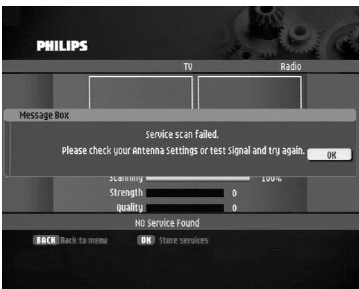 PHILIPS
TV Radio
Message Box
Service scan failed.
Please check your Antenna Settings or test Signal and try again.
OK
Scanning 100%
Strength 0
Quality 0
No Service Found
BACK Back to menu OK Store services